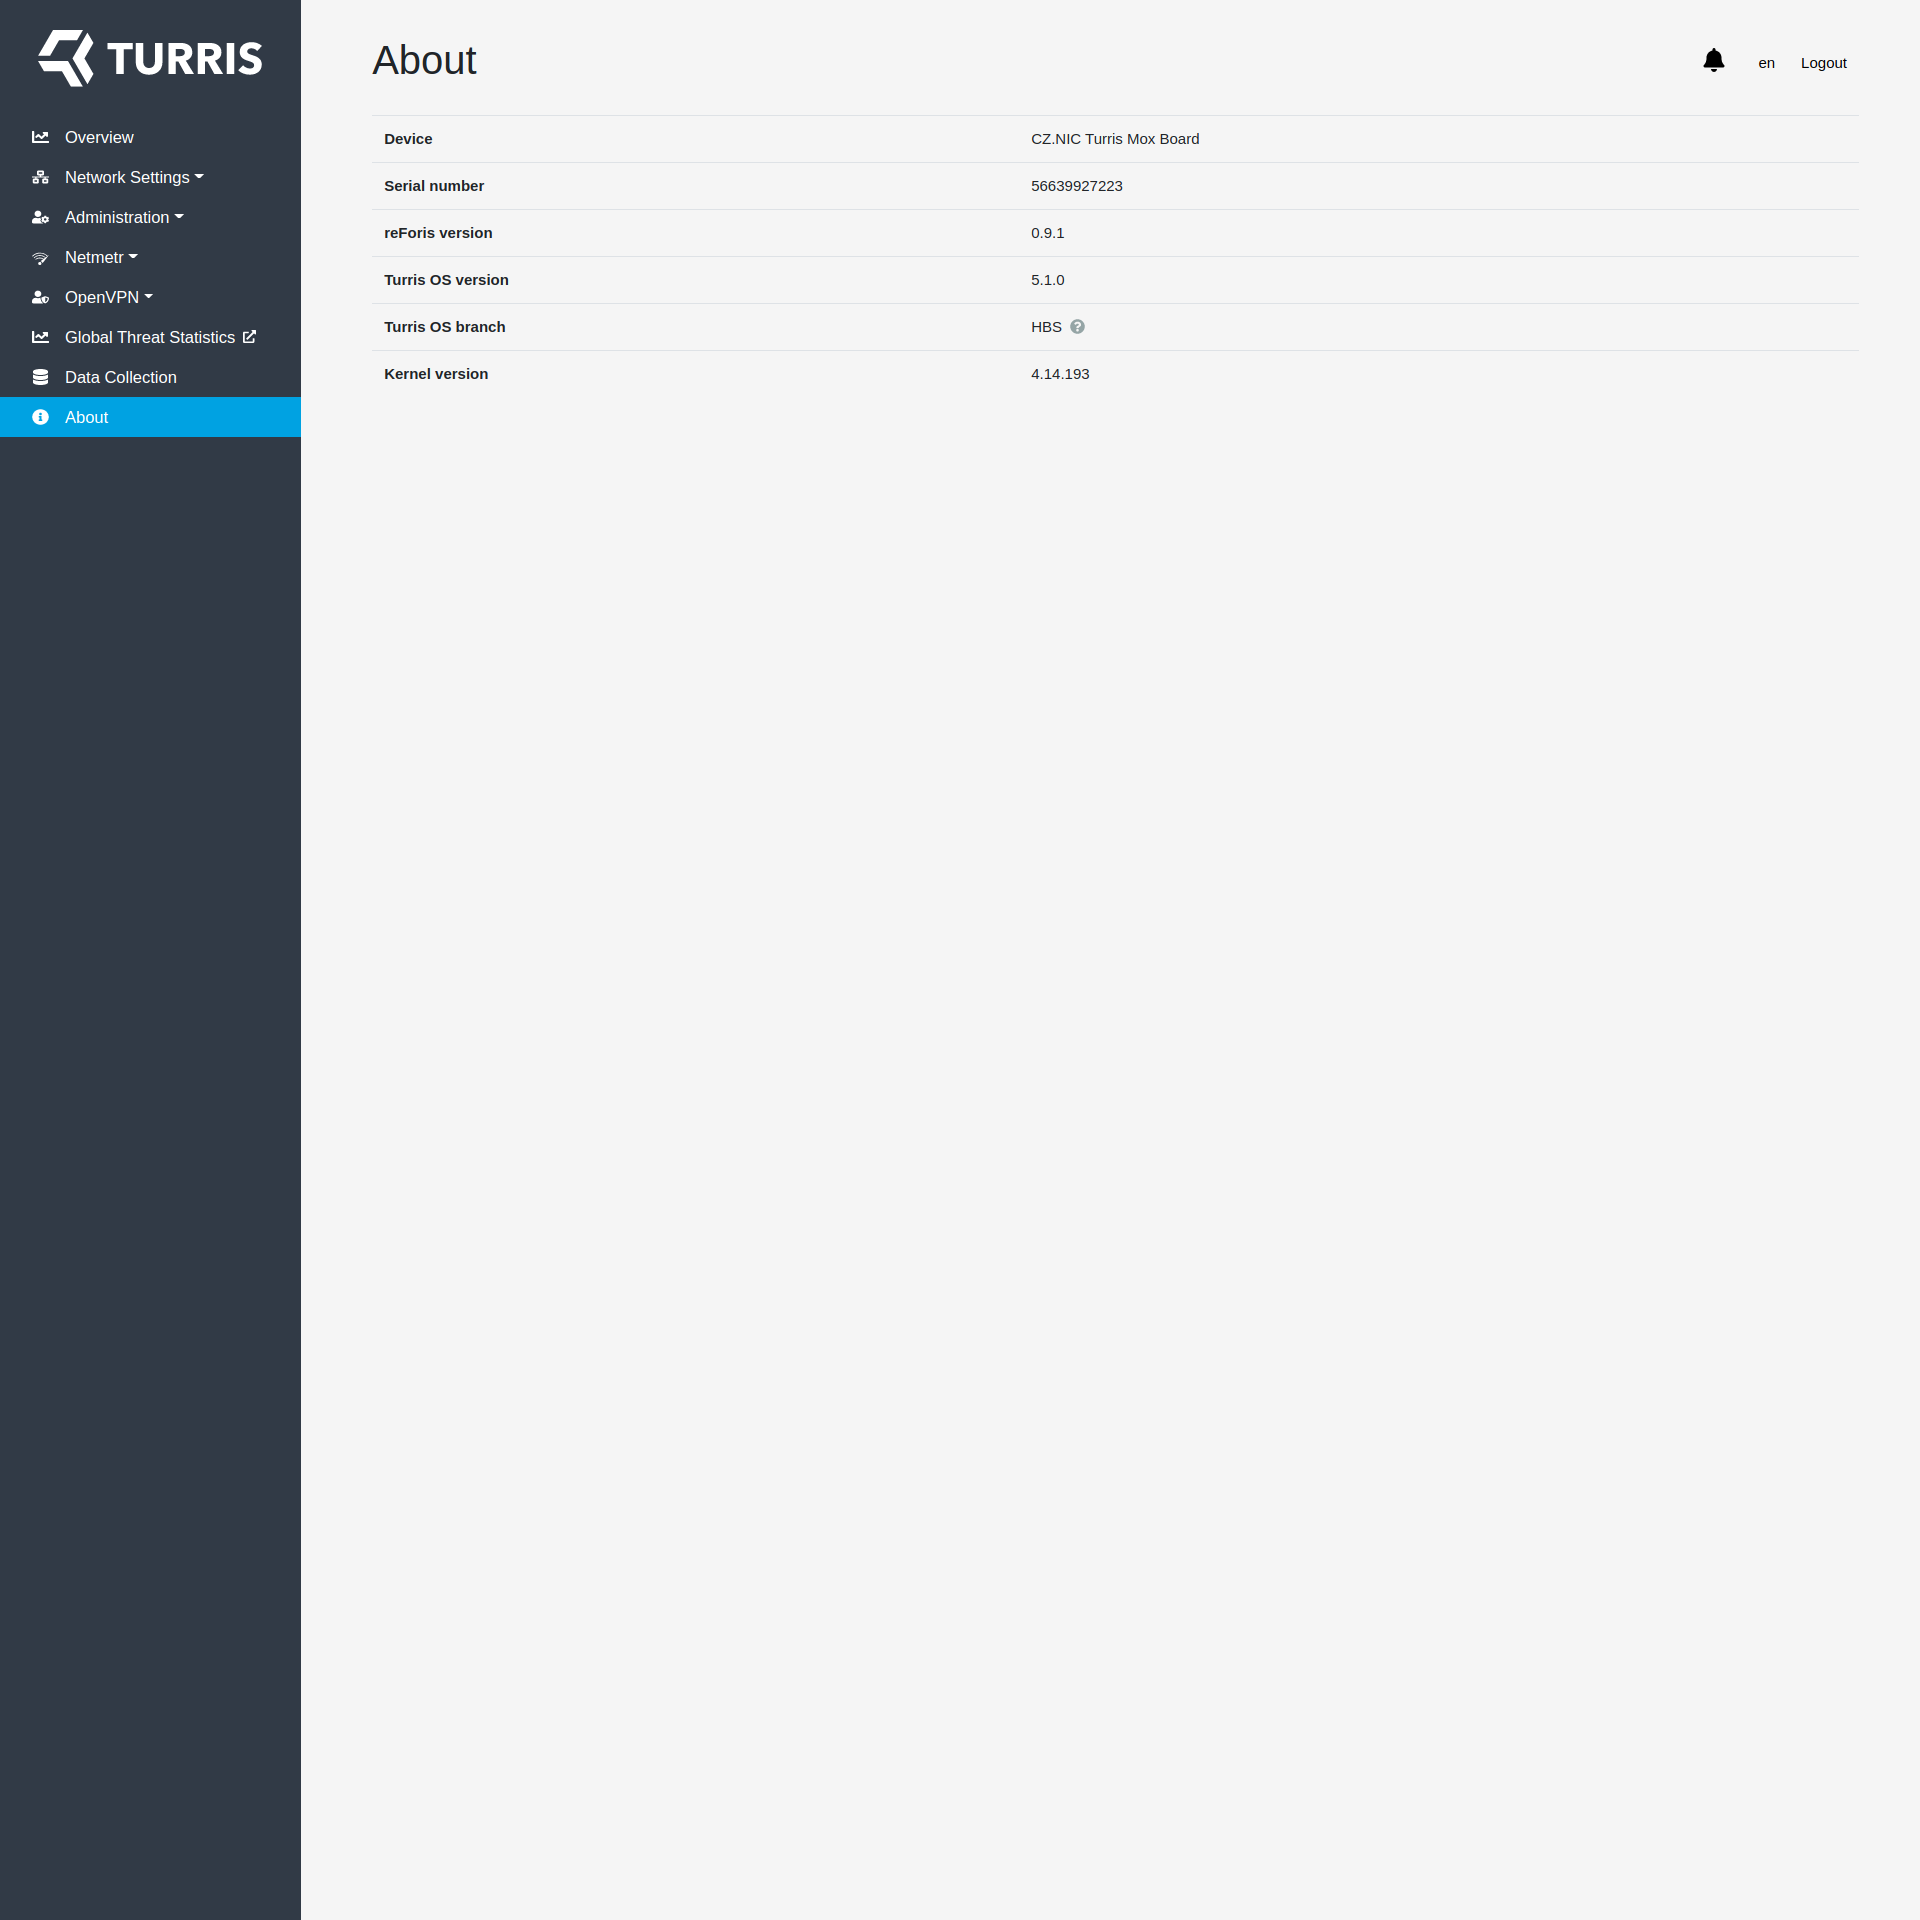 TURRIS
Overview
Network Settings
Administration
Netmetr
OpenVPN
Global Threat Statistics
Data Collection
About
About
en
Logout
Device CZ.NIC Turris Mox Board
Serial number 56639927223
reForis version 0.9.1
Turris OS version 5.1.0
Turris OS branch HBS
Kernel version 4.14.193